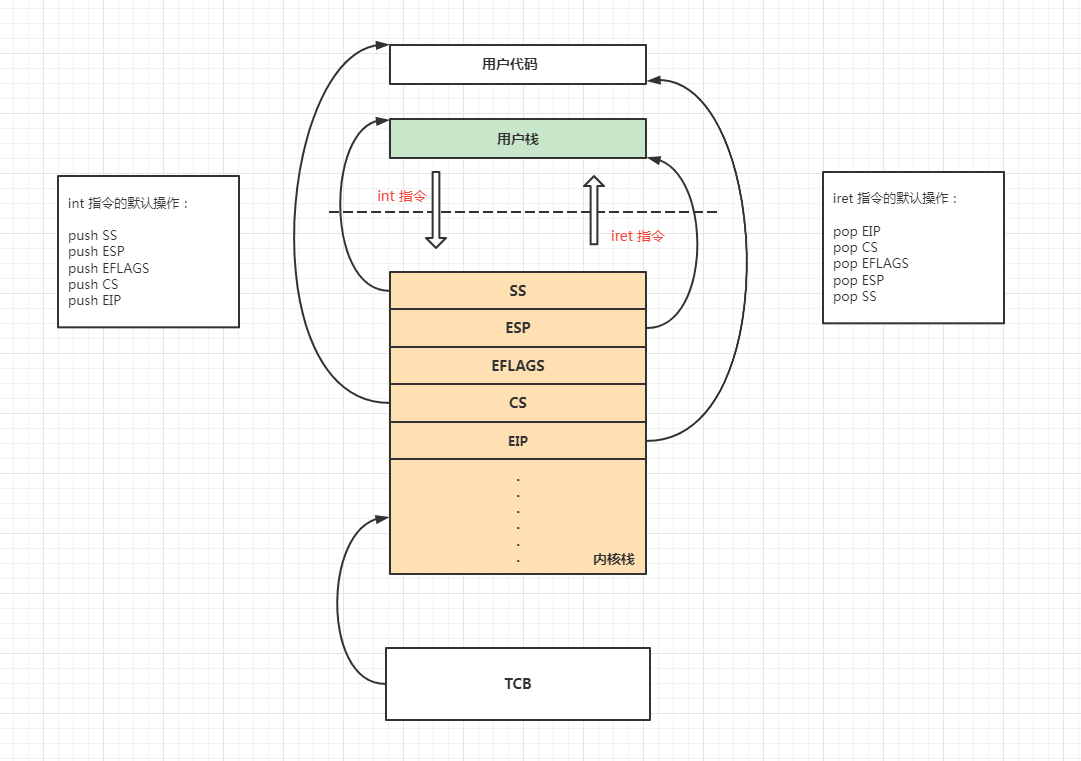 用户代码
用户栈
int 指令的默认操作：
push SS
push ESP
push EFLAGS
push CS
push EIP
int 指令
iret 指令
iret 指令的默认操作：
pop EIP
pop CS
pop EFLAGS
pop ESP
pop SS
SS
ESP
EFLAGS
CS
EIP
.
.
.
.
.
.
内核栈
TCB